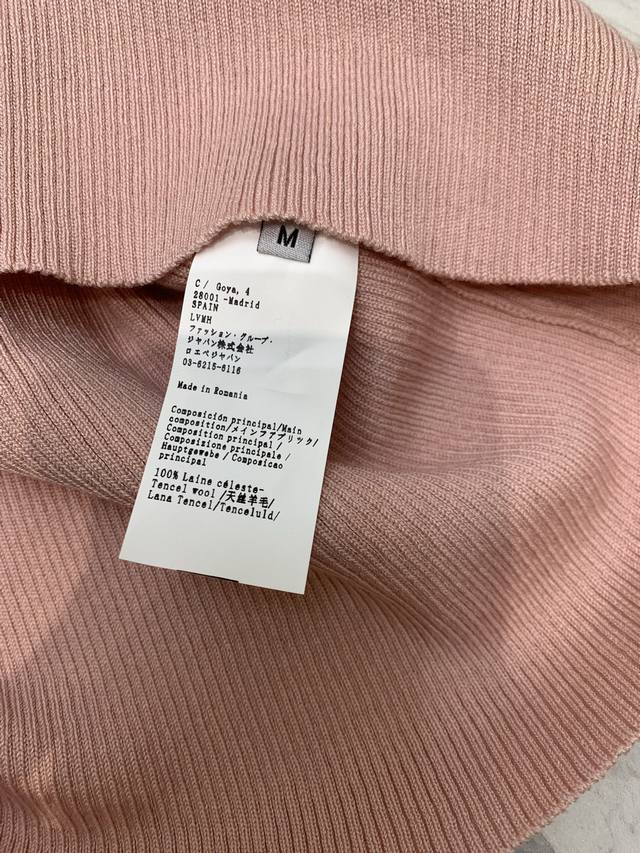 M
C/ Goya, 4
28001 -Madrid
SPAIN
LVMH
ファッション・グループ・
ジャパン株式会社
ロエベジャパン
03-6215-6116
Made in Romania
Composición principal/Main
composition/メインファブリック/
Composition principal /
Composizione principale /
Hauptgewebe / Composicao
principal
100% Laine céleste-
Tencel wool /天雄羊毛/
Lana Tencel/Tenceluld/